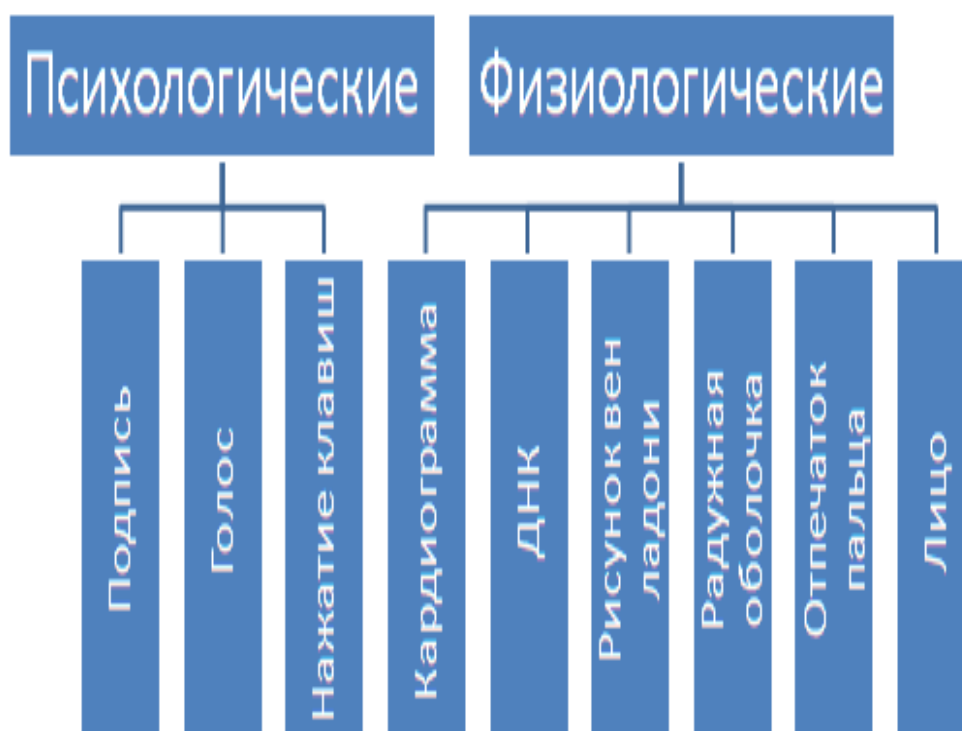 Психологические
Физиологические
Подпись
Голос
Нажатие клавиш
Кардиограмма
ДНК
Рисунок вен
ладони
Радужная
оболочка
Отпечаток
пальца
Лицо